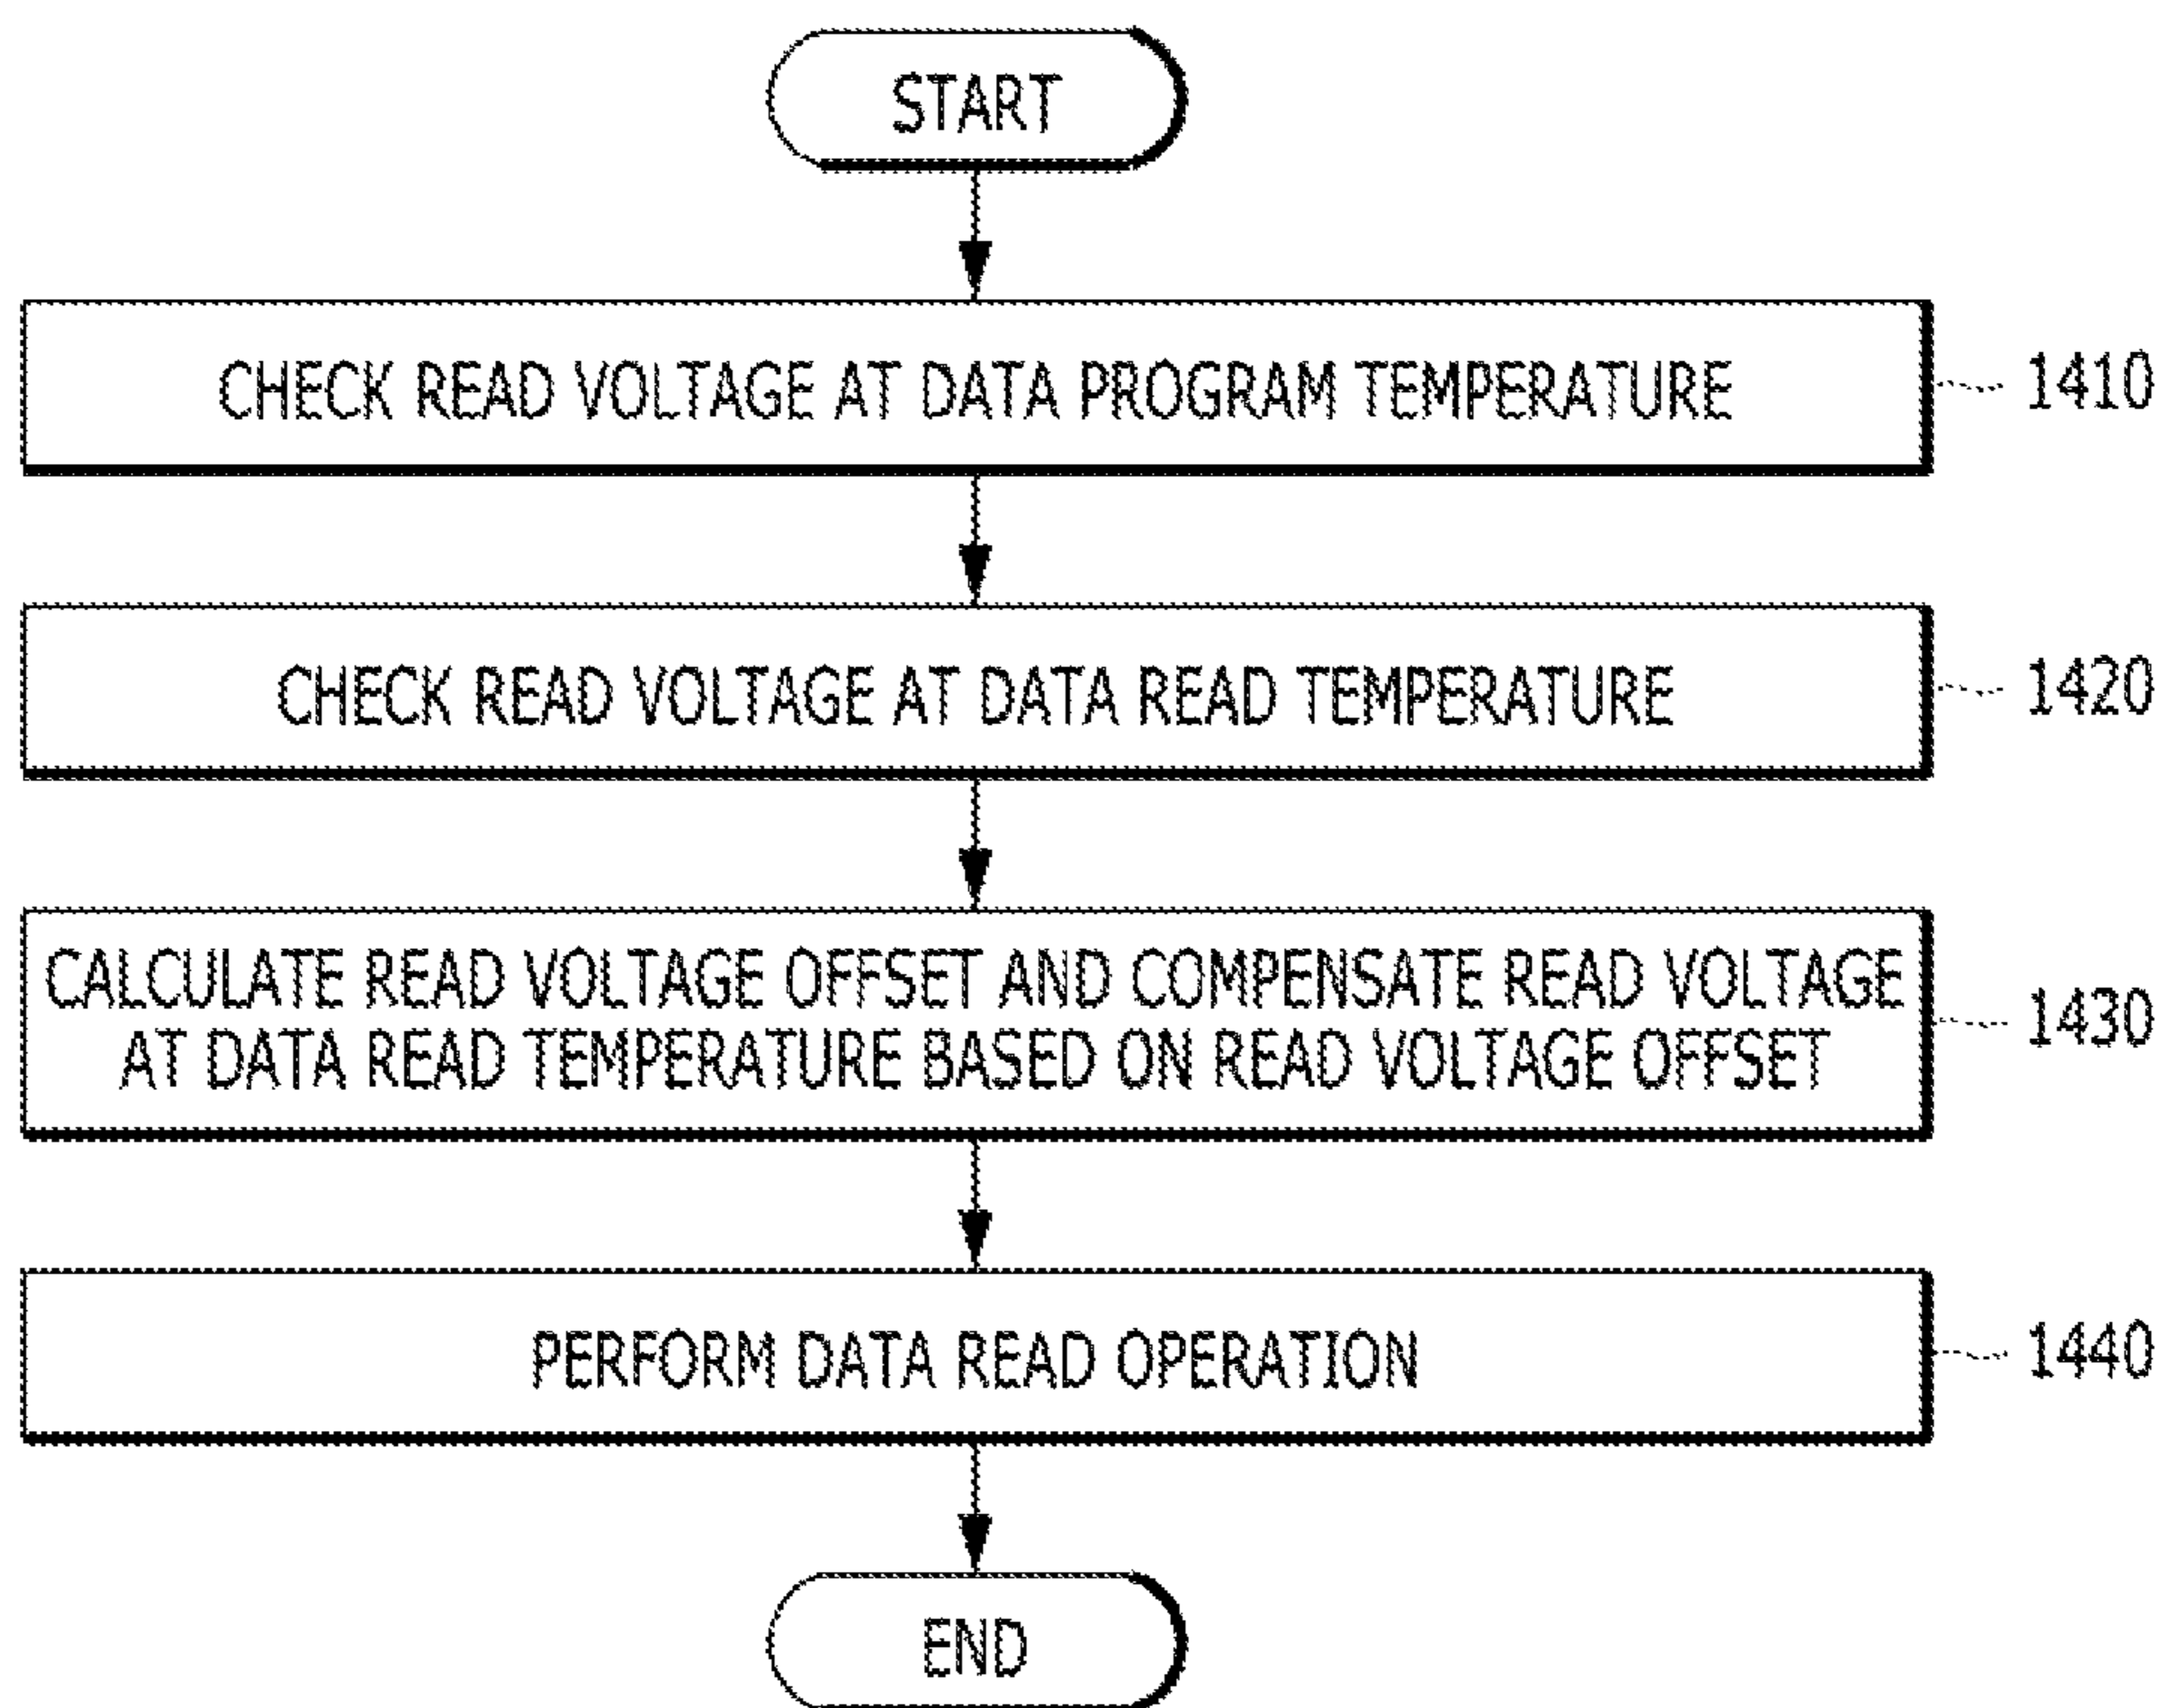 START
CHECK READ VOLTAGE AT DATA PROGRAM TEMPERATURE
1410
CHECK READ VOLTAGE AT DATA READ TEMPERATURE
1420
CALCULATE READ VOLTAGE OFFSET AND COMPENSATE READ VOLTAGE
AT DATA READ TEMPERATURE BASED ON READ VOLTAGE OFFSET
1430
PERFORM DATA READ OPERATION
1440
END